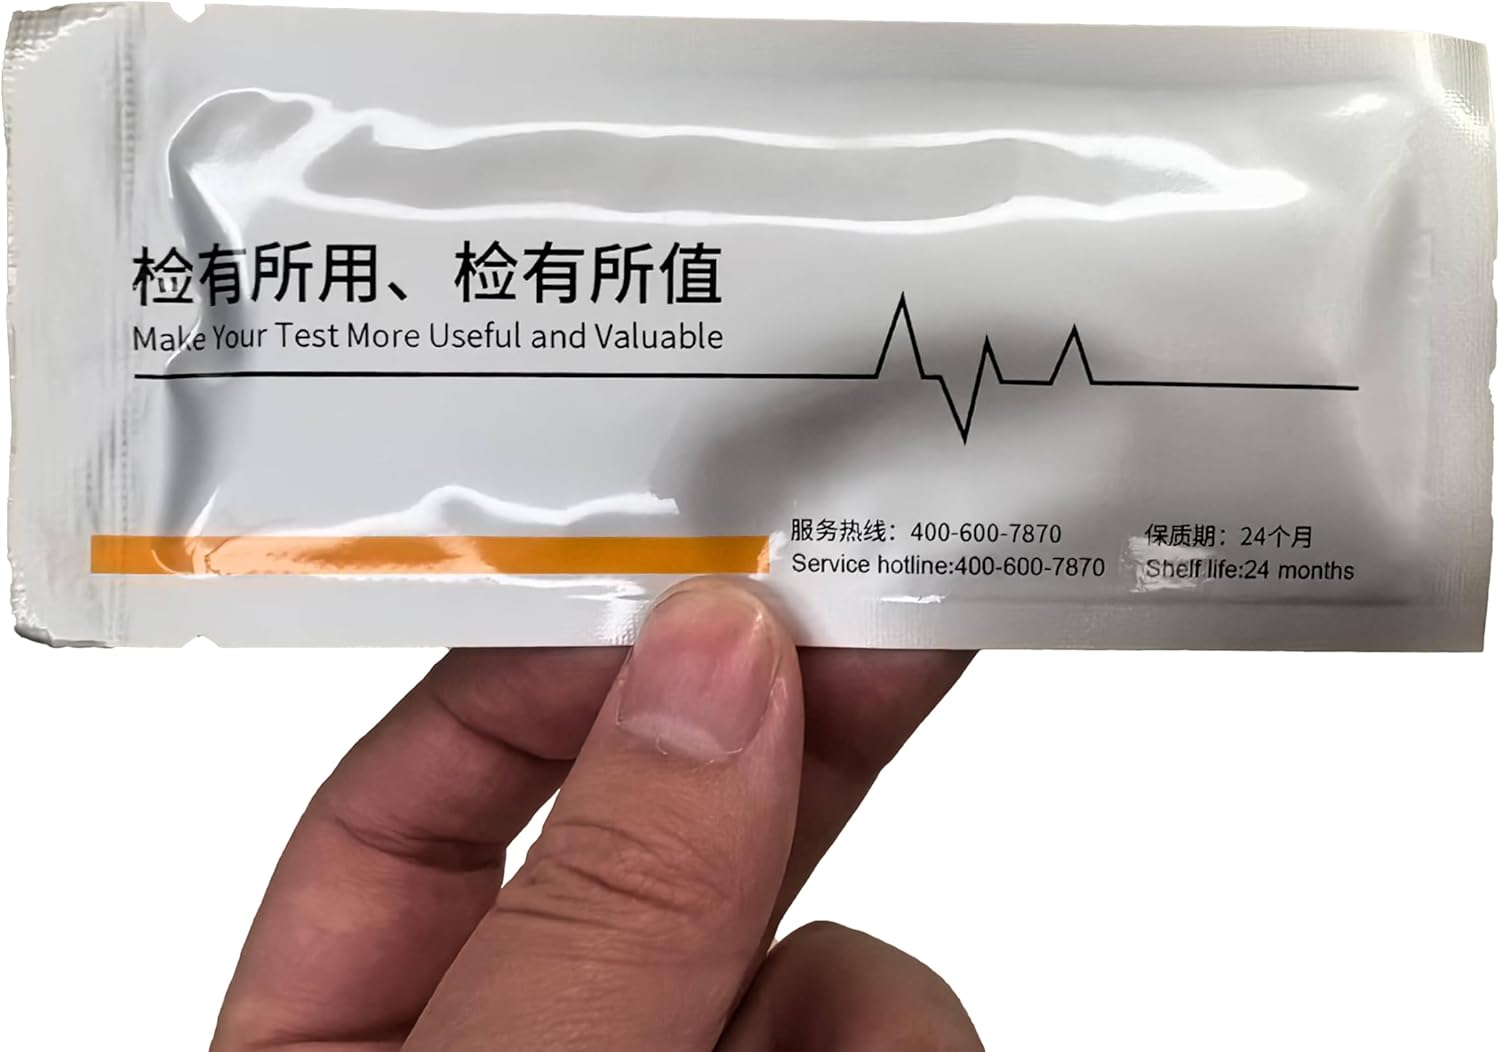 检有所用、检有所值
Make Your Test More Useful and Valuable
服务热线：400-600-7870
Service hotline:400-600-7870
保质期：24个月
Shelf life:24 months